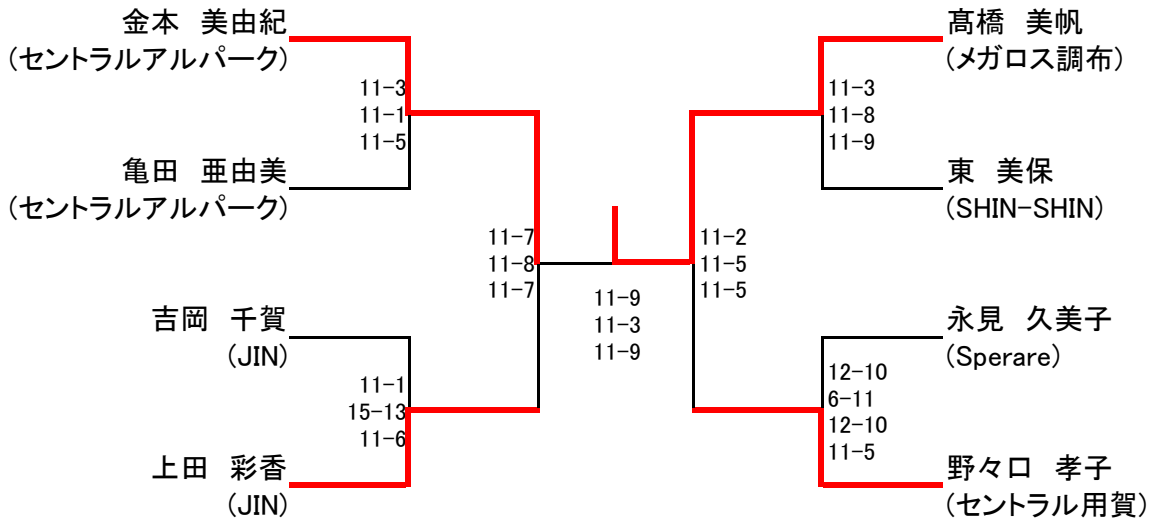 金本　美由紀
(セントラルアルパーク)
11-3
11-1
11-5
亀田　亜由美
(セントラルアルパーク)
11-7
11-8
11-7
吉岡　千賀
(JIN)
11-1
15-13
11-6
上田　彩香
(JIN)
11-9
11-3
11-9
髙橋　美帆
(メガロス調布)
11-3
11-8
11-9
東　美保
(SHIN-SHIN)
11-2
11-5
11-5
永見　久美子
(Sperare)
12-10
6-11
12-10
11-5
野々口　孝子
(セントラル用賀)